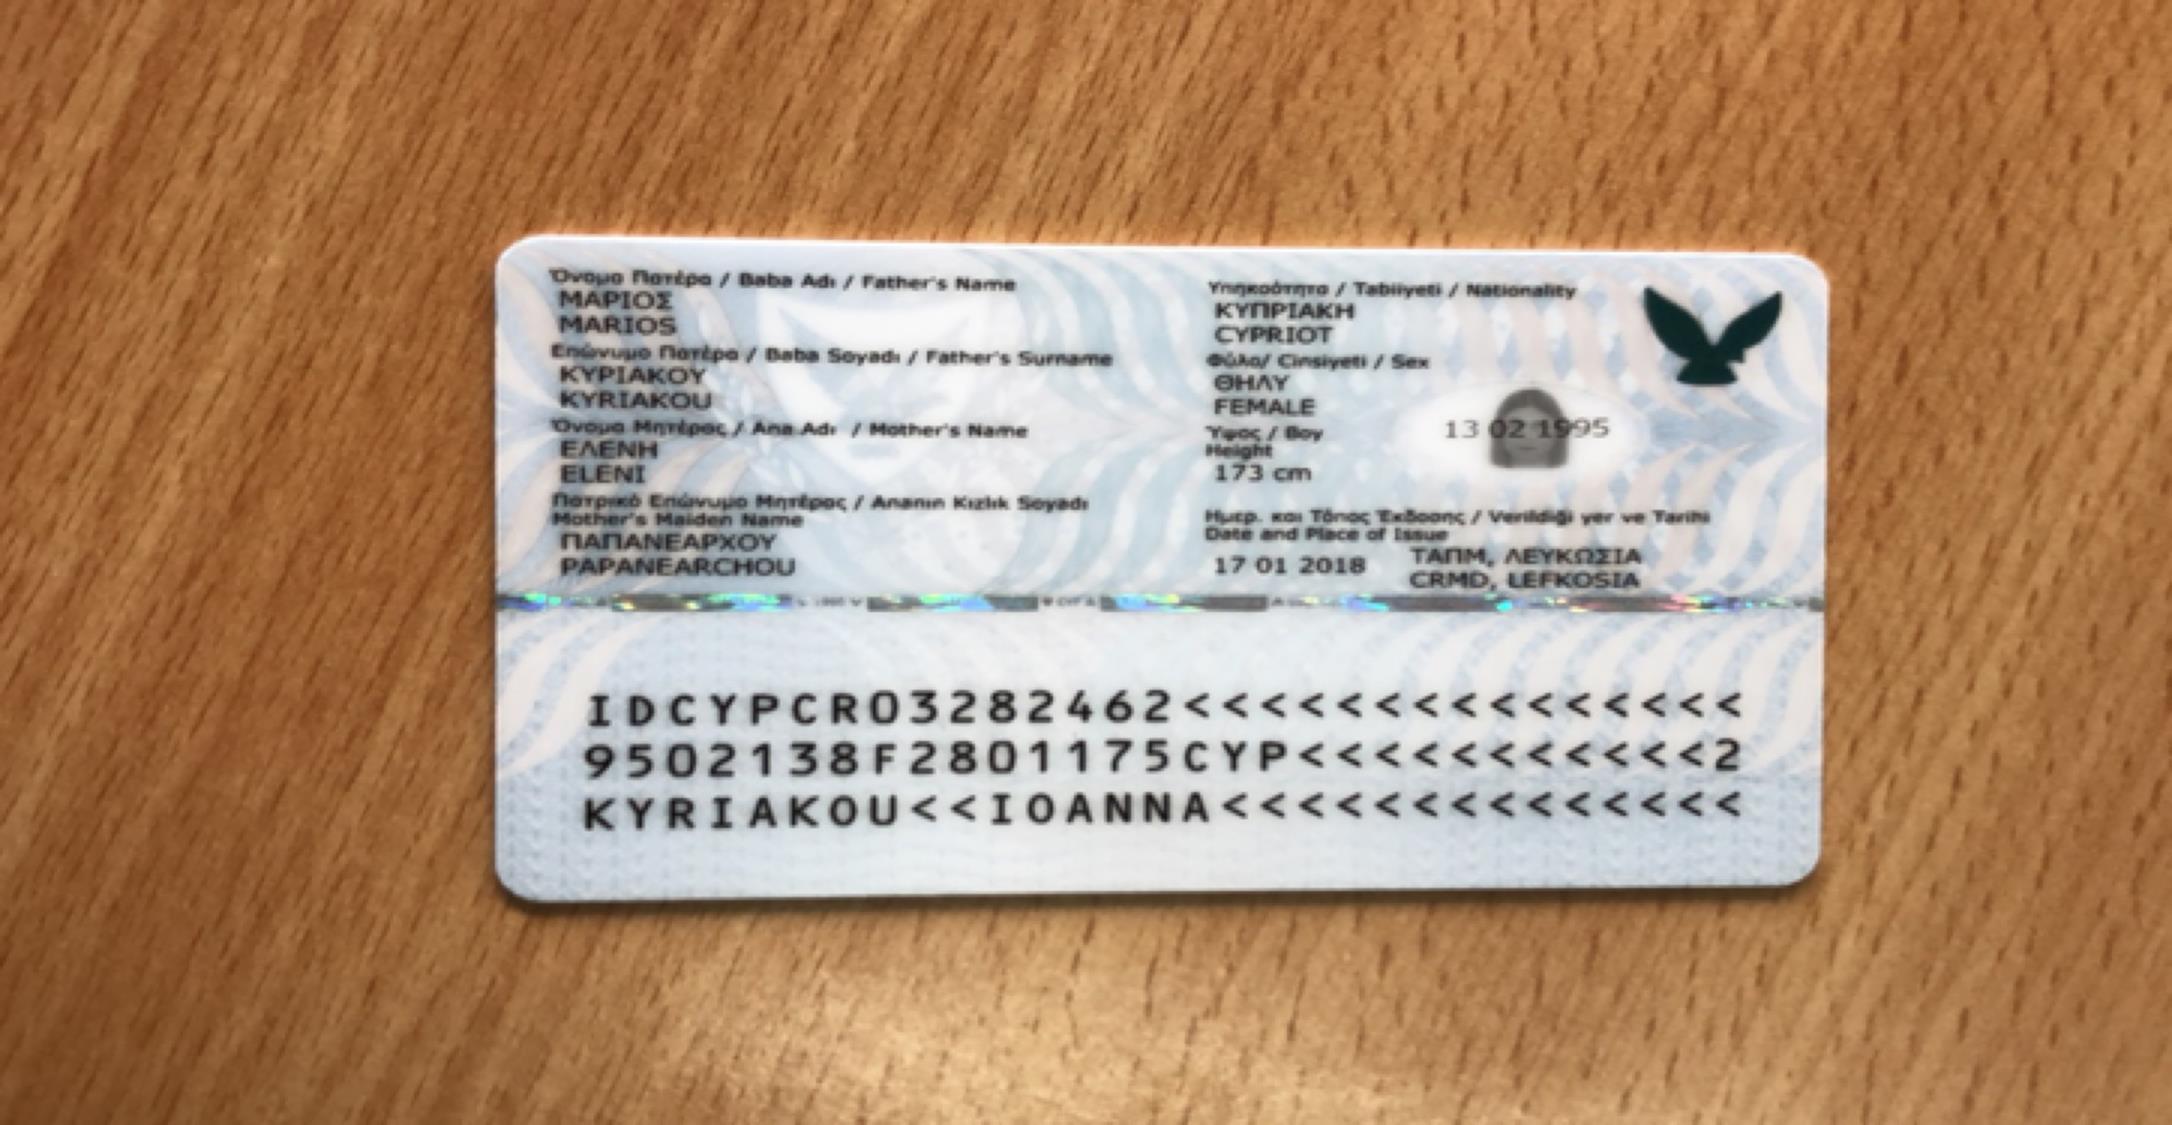 Όνομα Πατέρα / Baba Adı / Father's Name
ΜΑΡΙΟΣ
MARIOS
Επώνυμο Πατέρα / Baba Soyadı / Father's Surname
ΚΥΡΙΑΚΟΥ
KYRIAKOU
Όνομα Μητέρας / Ana Adı / Mother's Name
ΕΛΕΝΗ
ELENI
Πατρικό Επώνυμο Μητέρας / Ananın Kızlık Soyadı
Mother's Maiden Name
ΠΑΠΑΝΕΑΡΧΟΥ
PAPANEARCHOU
Υπηκοότητα / Tabiiyeti / Nationality
ΚΥΠΡΙΑΚΗ
CYPRIOT
Φύλο/ Cinsiyeti / Sex
ΘΗΛΥ
FEMALE
Ύψος / Boy
Height
173 cm
13 02 1995
Ημερ. και Τόπος Έκδοσης / Verildiği yer ve Tarihi
Date and Place of Issue
17 01 2018 ΤΑΠΜ, ΛΕΥΚΩΣΙΑ
CRMD, LEFKOSIA
IDCYPCR03282462<<<<<<<<<<<<<<<
9502138F2801175CYP<<<<<<<<<<<2
KYRIAKOU<<IOANNA<<<<<<<<<<<<<<